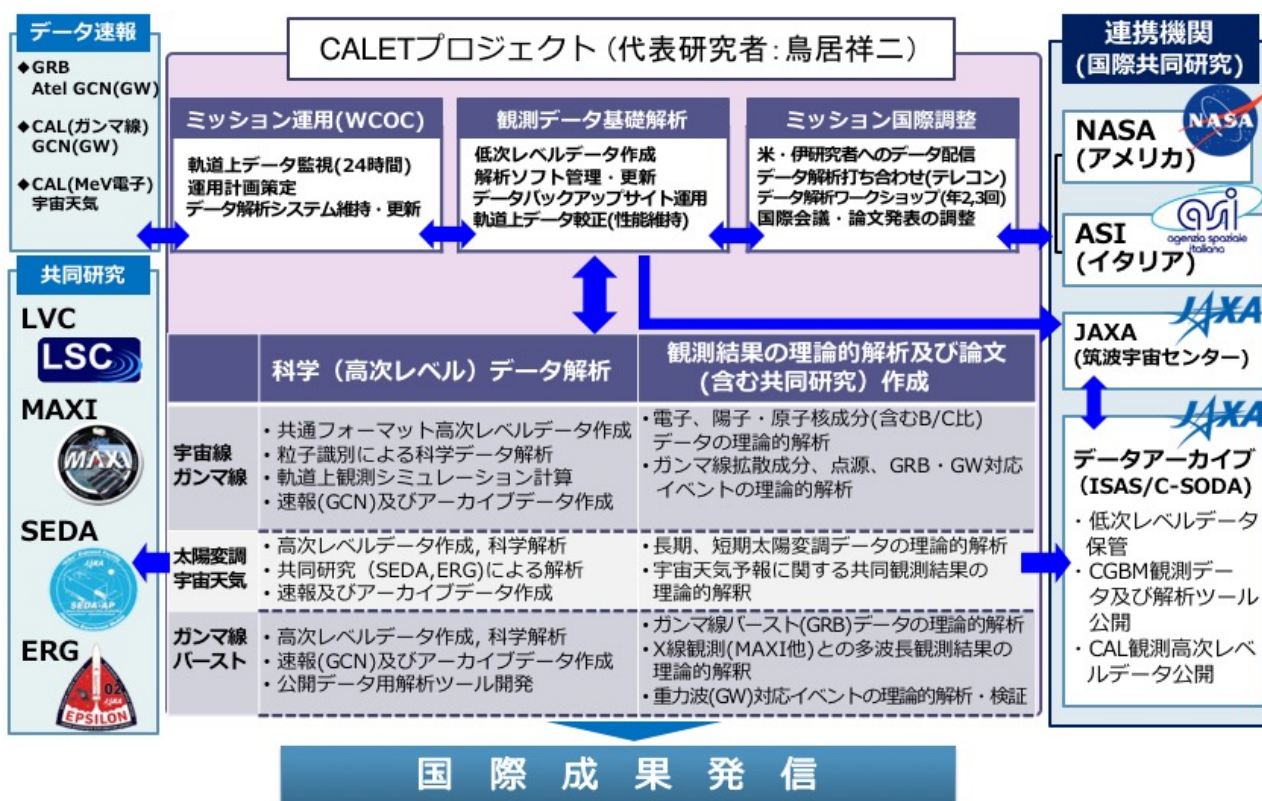 データ速報
◆GRB
Atel GCN(GW)
◆CAL(ガンマ線)
GCN(GW)
◆CAL(MeV電子)
宇宙天気
共同研究
LVC
LSC
MAXI
MAXI
SEDA
JAXA
SEDA-AP
ERG
02
EPSILON
CALETプロジェクト（代表研究者：鳥居祥二）
ミッション運用(WCOC)
軌道上データ監視(24時間)
運用計画策定
データ解析システム維持・更新
観測データ基礎解析
低次レベルデータ作成
解析ソフト管理・更新
データバックアップサイト運用
軌道上データ較正(性能維持)
ミッション国際調整
米・伊研究者へのデータ配信
データ解析打ち合わせ(テレコン)
データ解析ワークショップ(年2,3回)
国際会議・論文発表の調整
科学（高次レベル）データ解析
観測結果の理論的解析及び論文
(含む共同研究）作成
宇宙線
ガンマ線
・共通フォーマット高次レベルデータ作成
・粒子識別による科学データ解析
・軌道上観測シミュレーション計算
・速報(GCN)及びアーカイブデータ作成
・電子、陽子・原子核成分(含むB/C比)
データの理論的解析
・ガンマ線拡散成分、点源、GRB・GW対応
イベントの理論的解析
太陽変調
宇宙天気
・高次レベルデータ作成, 科学解析
・共同研究（SEDA,ERG)による解析
・速報及びアーカイブデータ作成
・長期、短期太陽変調データの理論的解析
・宇宙天気予報に関する共同観測結果の
理論的解釈
ガンマ線
バースト
・高次レベルデータ作成, 科学解析
・速報(GCN)及びアーカイブデータ作成
・公開データ用解析ツール開発
・ガンマ線バースト(GRB)データの理論的解析
・X線観測(MAXI他)との多波長観測結果の
理論的解釈
・重力波(GW)対応イベントの理論的解析・検証
国際成果発信
連携機関
(国際共同研究)
NASA
(アメリカ)
NASA
ASI
(イタリア)
asi
agenzia spaziale
italiana
JAXA
JAXA
(筑波宇宙センター)
JAXA
データアーカイブ
（ISAS/C-SODA)
・低次レベルデータ
保管
・CGBM観測デー
タ及び解析ツール
公開
・CAL観測高次レベ
ルデータ公開